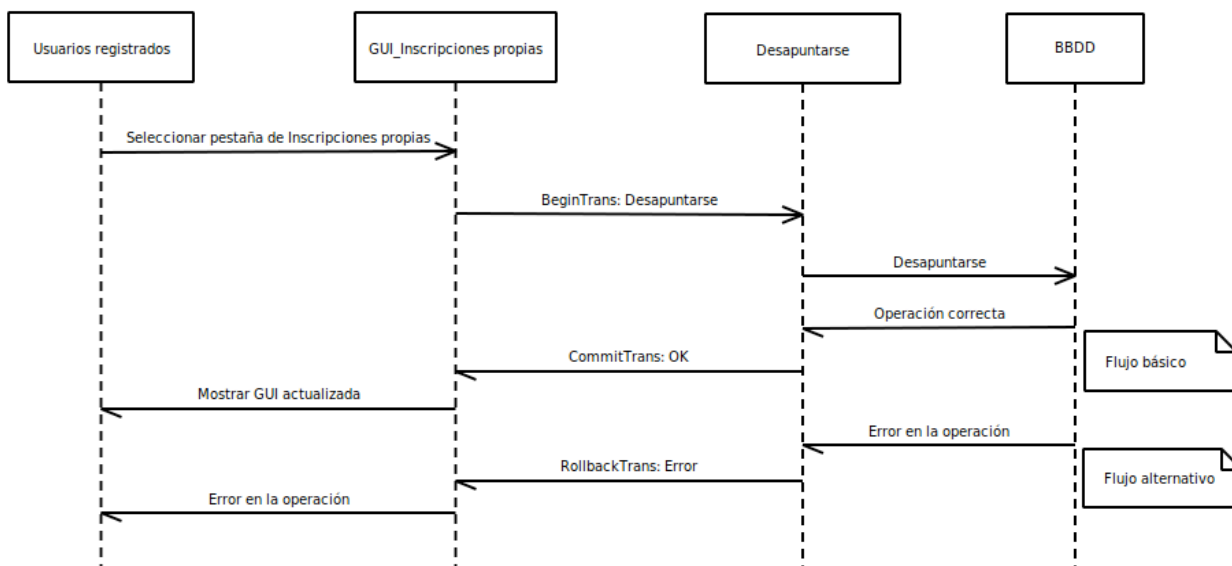 Usuarios registrados
GUI_Inscripciones propias
Desapuntarse
BBDD
Seleccionar pestaña de Inscripciones propias
BeginTrans: Desapuntarse
Desapuntarse
Operación correcta
CommitTrans: OK
Flujo básico
Mostrar GUI actualizada
Error en la operación
RollbackTrans: Error
Flujo alternativo
Error en la operación